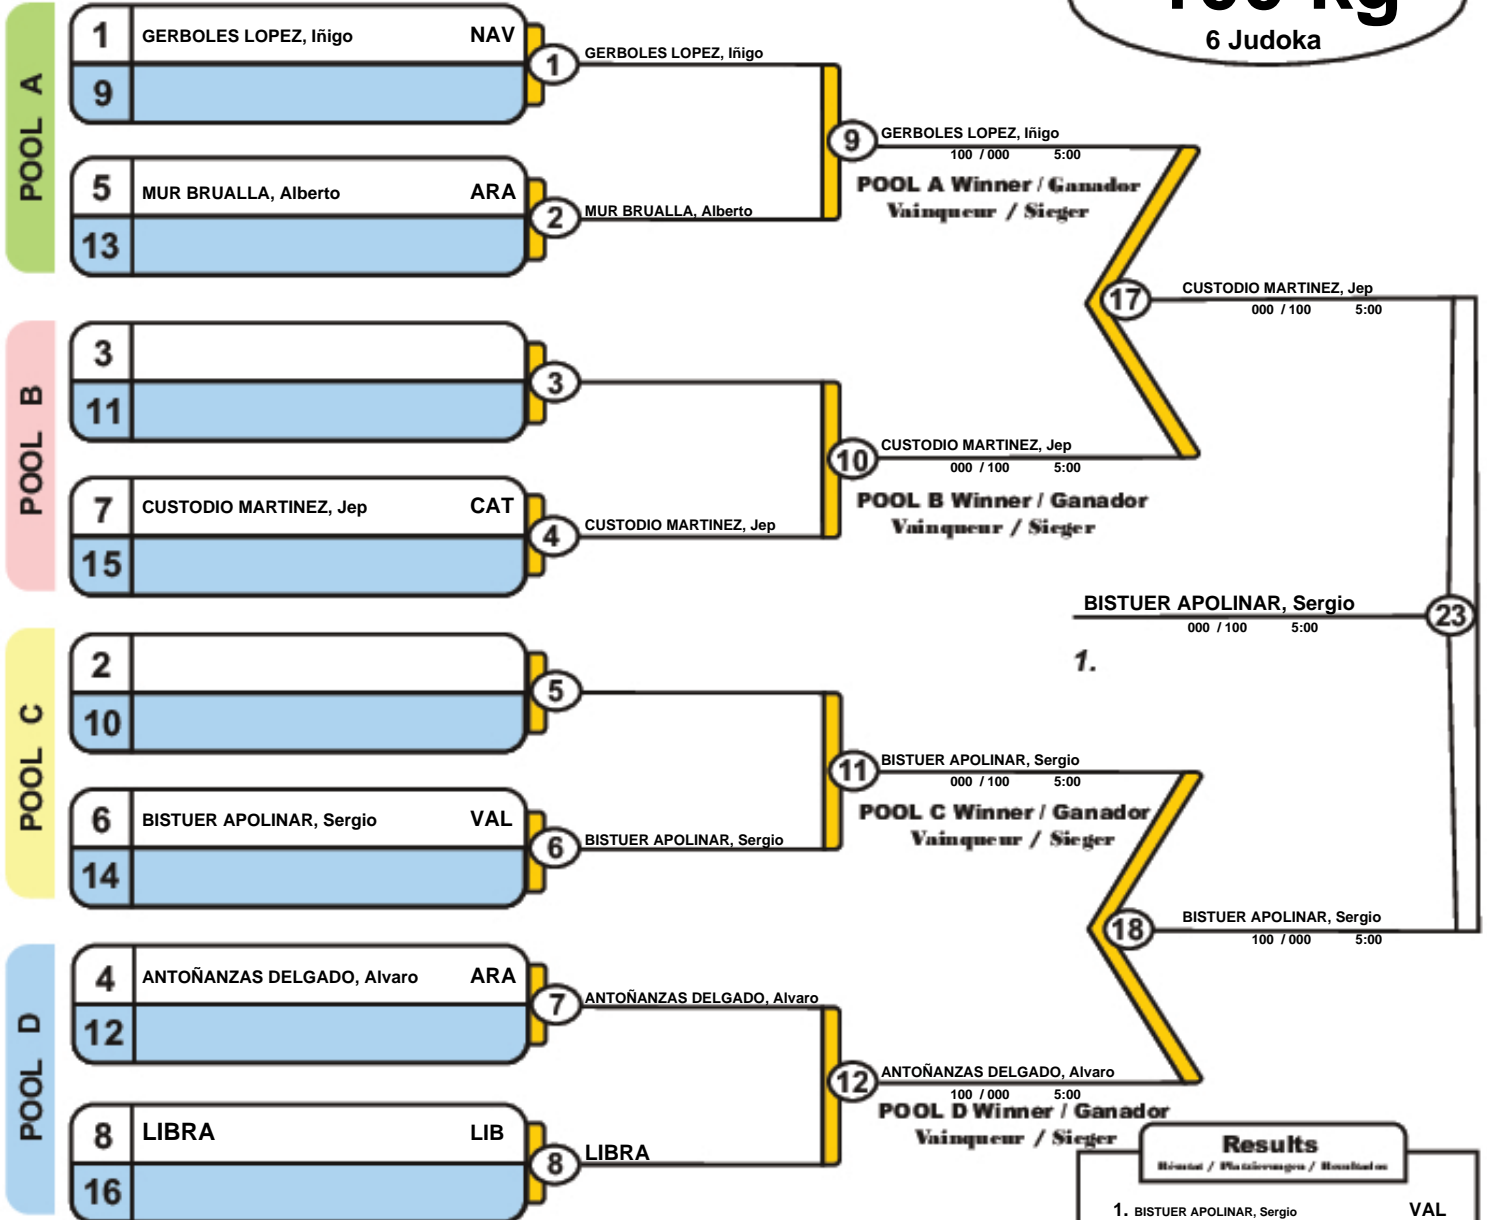 100 kg
6 Judoka
POOL A
1 GERBOLES LOPEZ, Iñigo NAV
9
1
GERBOLES LOPEZ, Iñigo
5 MUR BRUALLA, Alberto ARA
13
2
MUR BRUALLA, Alberto
9
GERBOLES LOPEZ, Iñigo
100 / 000 5:00
POOL A Winner / Ganador
Vainqueur / Sieger
POOL B
3
11
3
7 CUSTODIO MARTINEZ, Jep CAT
15
4
CUSTODIO MARTINEZ, Jep
10
CUSTODIO MARTINEZ, Jep
000 / 100 5:00
POOL B Winner / Ganador
Vainqueur / Sieger
17
CUSTODIO MARTINEZ, Jep
000 / 100 5:00
BISTUER APOLINAR, Sergio
000 / 100 5:00
23
1.
POOL C
2
10
5
6 BISTUER APOLINAR, Sergio VAL
14
6
BISTUER APOLINAR, Sergio
11
BISTUER APOLINAR, Sergio
000 / 100 5:00
POOL C Winner / Ganador
Vainqueur / Sieger
18
BISTUER APOLINAR, Sergio
100 / 000 5:00
POOL D
4 ANTOÑANZAS DELGADO, Alvaro ARA
12
7
ANTOÑANZAS DELGADO, Alvaro
8 LIBRA LIB
16
8
LIBRA
12
ANTOÑANZAS DELGADO, Alvaro
100 / 000 5:00
POOL D Winner / Ganador
Vainqueur / Sieger
Results
/ Platzierungen / Resultados
1. BISTUER APOLINAR, Sergio VAL